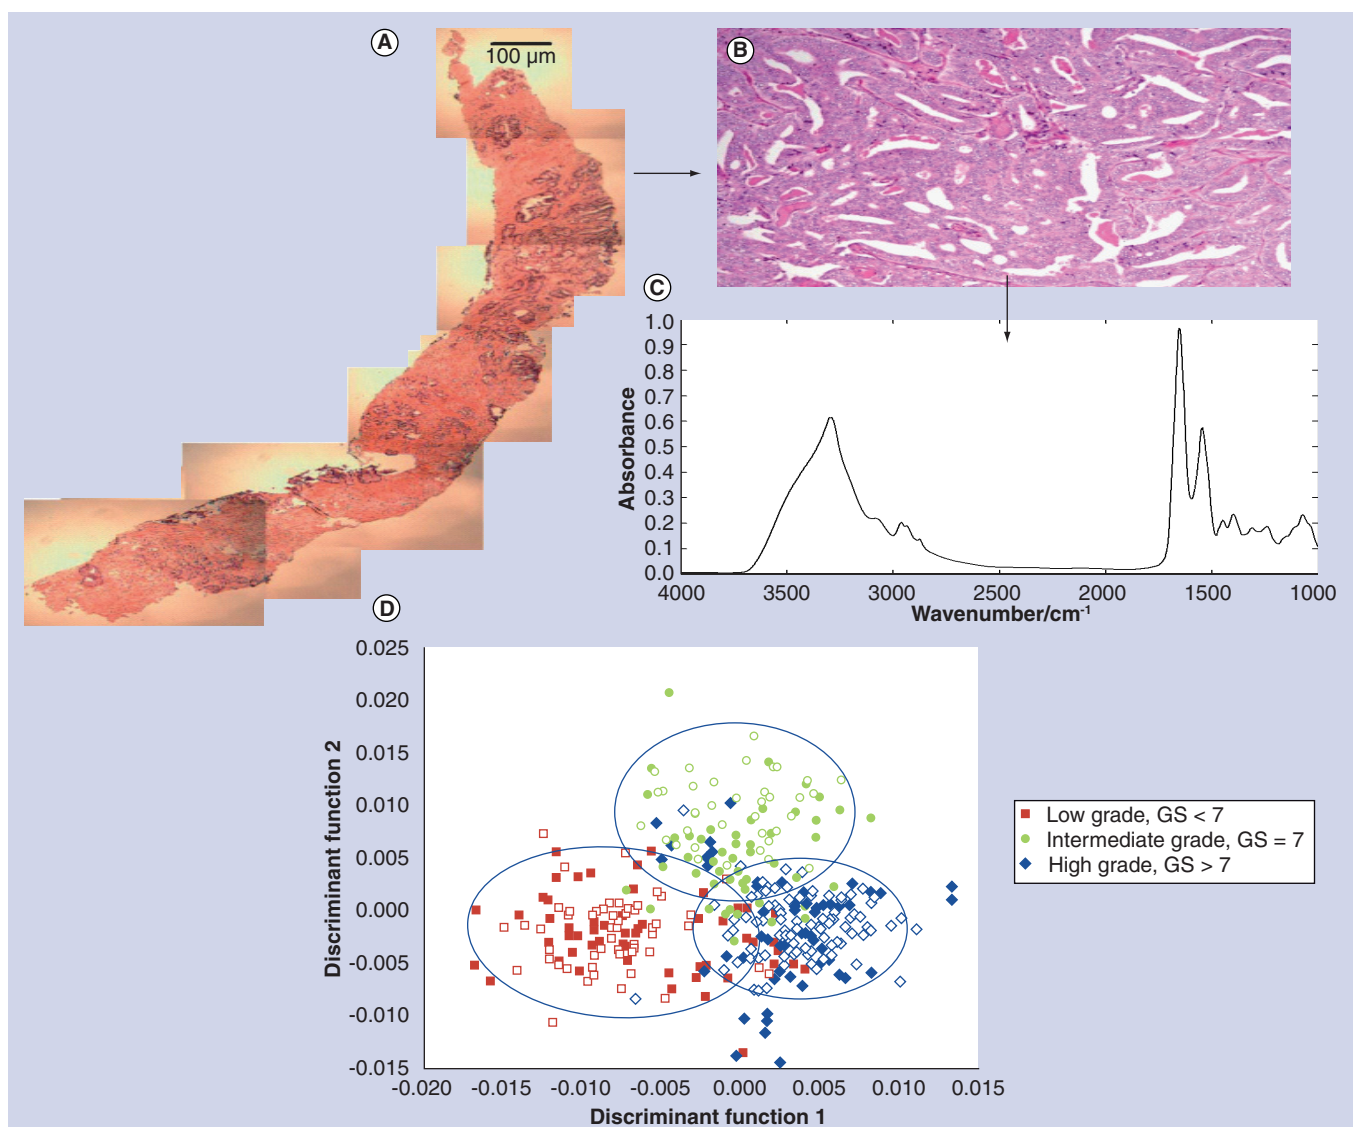 A
100 µm
B
C
1.0
0.9
0.8
0.7
0.6
0.5
0.4
0.3
0.2
0.1
0.0
Absorbance
4000 3500 3000 2500 2000 1500 1000
Wavenumber/cm⁻¹
D
0.025
0.020
0.015
0.010
0.005
0.000
-0.005
-0.010
-0.015
Discriminant function 2
-0.020 -0.015 -0.010 -0.005 0.000 0.005 0.010 0.015
Discriminant function 1
Low grade, GS < 7
Intermediate grade, GS = 7
High grade, GS > 7